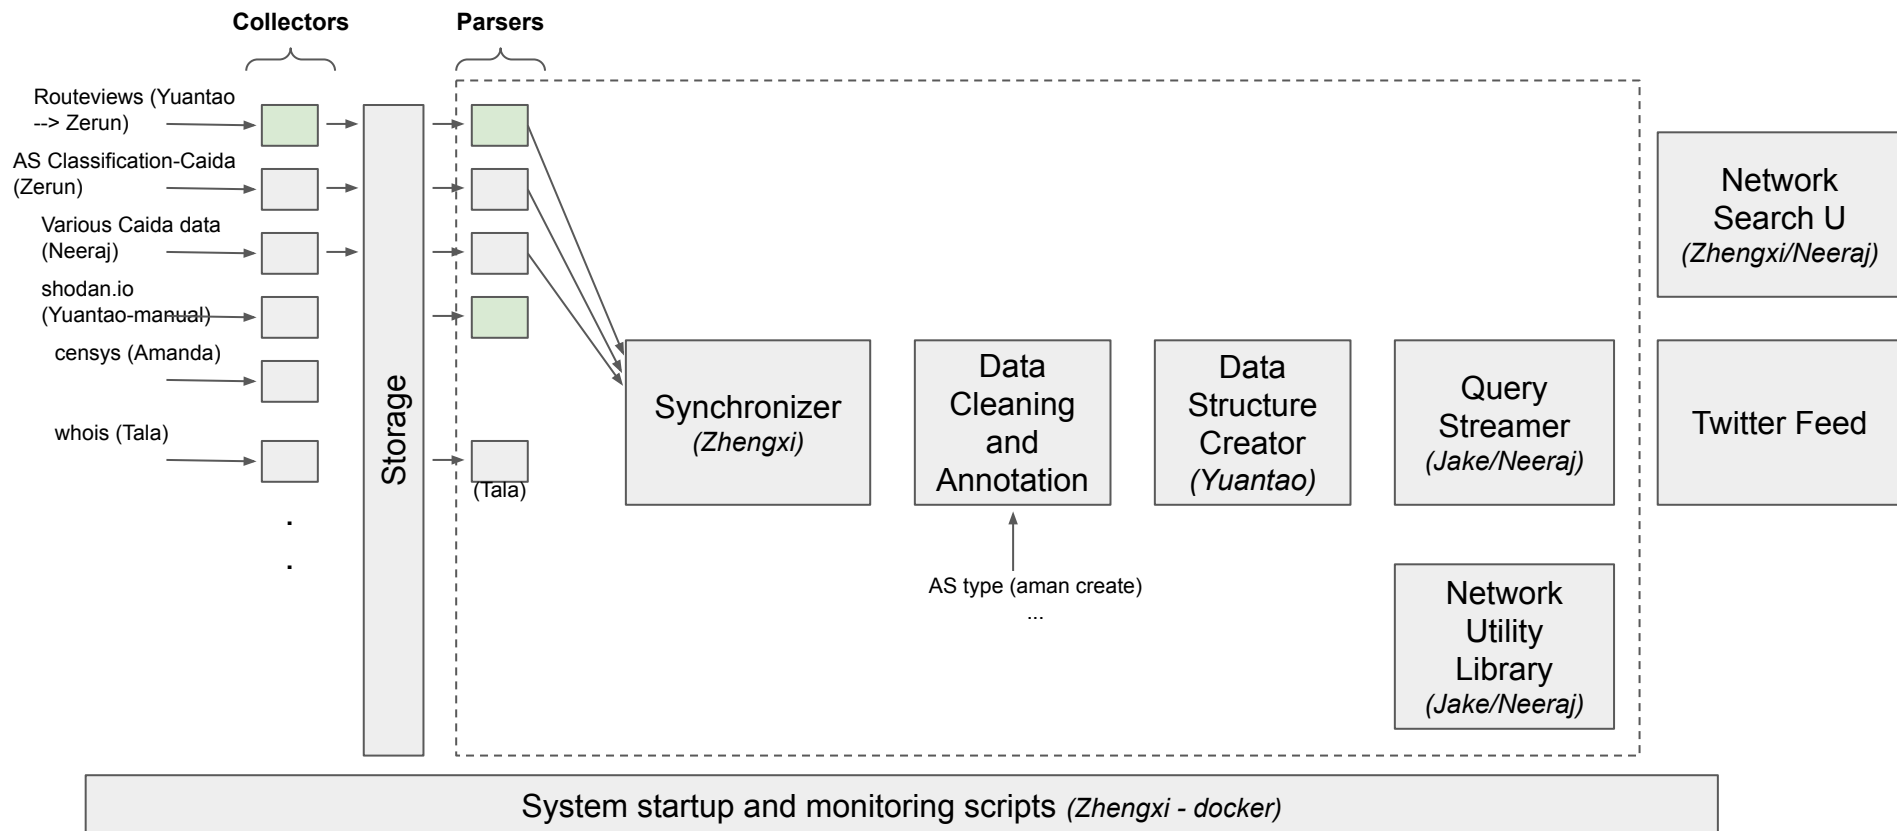 Collectors
Parsers
Routeviews (Yuantao
--> Zerun)
AS Classification-Caida
(Zerun)
Various Caida data
(Neeraj)
shodan.io
(Yuantao-manual)
censys (Amanda)
whois (Tala)
.
.
Storage
(Tala)
Synchronizer
(Zhengxi)
Data
Cleaning
and
Annotation
AS type (aman create)
...
Data
Structure
Creator
(Yuantao)
Query
Streamer
(Jake/Neeraj)
Network
Utility
Library
(Jake/Neeraj)
Network
Search U
(Zhengxi/Neeraj)
Twitter Feed
System startup and monitoring scripts (Zhengxi - docker)